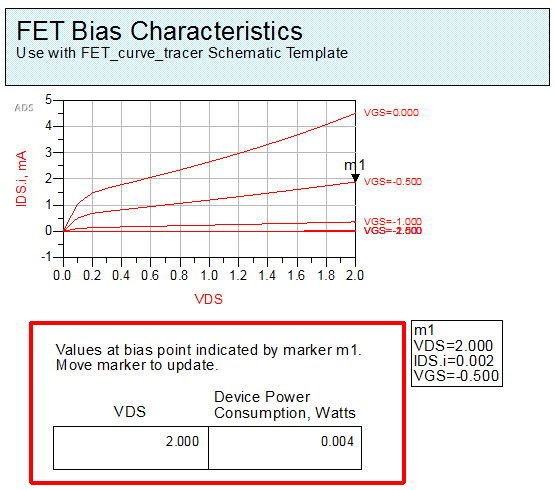 FET Bias Characteristics
Use with FET_curve_tracer Schematic Template
ADS
5
4
3
2
1
0
-1
IDS.i, mA
0.0 0.2 0.4 0.6 0.8 1.0 1.2 1.4 1.6 1.8 2.0
VDS
VGS=0.000
m1
VGS=-0.500
VGS=-1.000
m1
VDS=2.000
IDS.i=0.002
VGS=-0.500
Values at bias point indicated by marker m1.
Move marker to update.
VDS
Device Power
Consumption, Watts
2.000 0.004